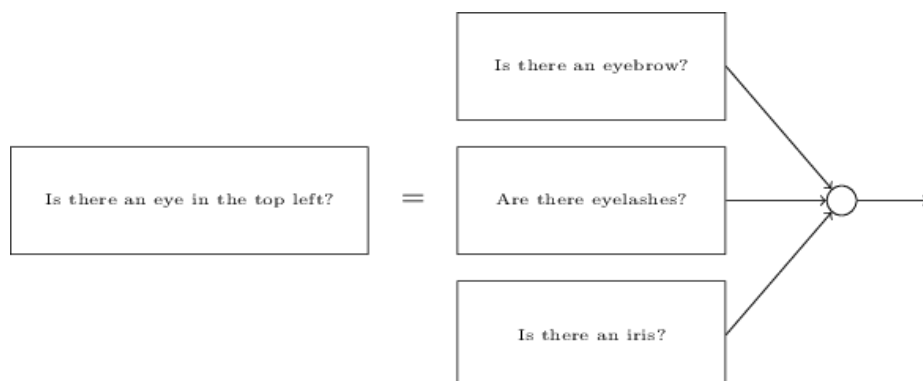 Is there an eyebrow?
Is there an eye in the top left?
=
Are there eyelashes?
Is there an iris?